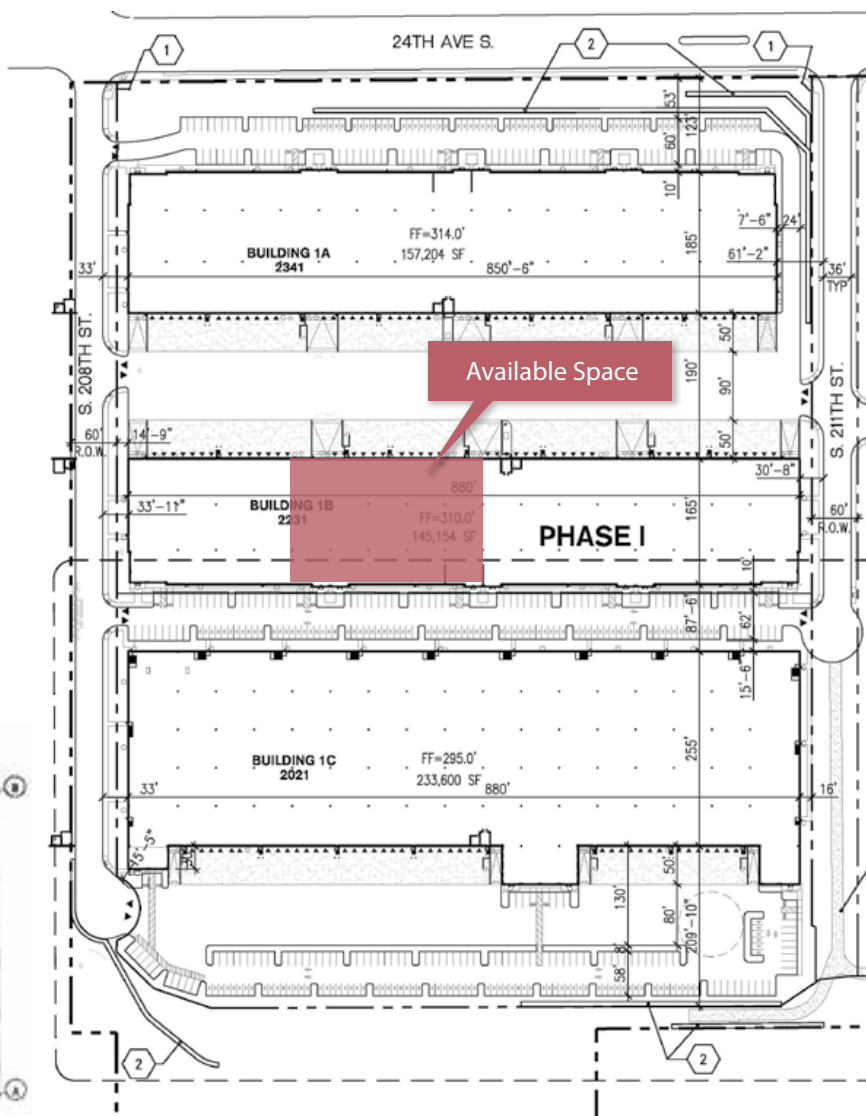 24TH AVE S.
1
2
1
53'
123'
60'
10'
7'-6"
24'
FF=314.0'
157,204 SF
BUILDING 1A
2341
850'-6"
185'
61'-2"
33'
36'
TYP
S. 208TH ST.
50'
190'
90'
Available Space
S. 211TH ST.
60'
R.O.W.
14'-9"
50'
30'-8"
880'
33'-11"
BUILDING 1B
2231
FF=310.0'
145,154 SF
PHASE I
165'
60'
R.O.W.
10'
87'-6"
62'
15'-6"
BUILDING 1C
2021
FF=295.0'
233,600 SF
255'
33'
880'
16'
75'-5"
130'
50'
80'
209'-10"
8'
58'
2
2
A